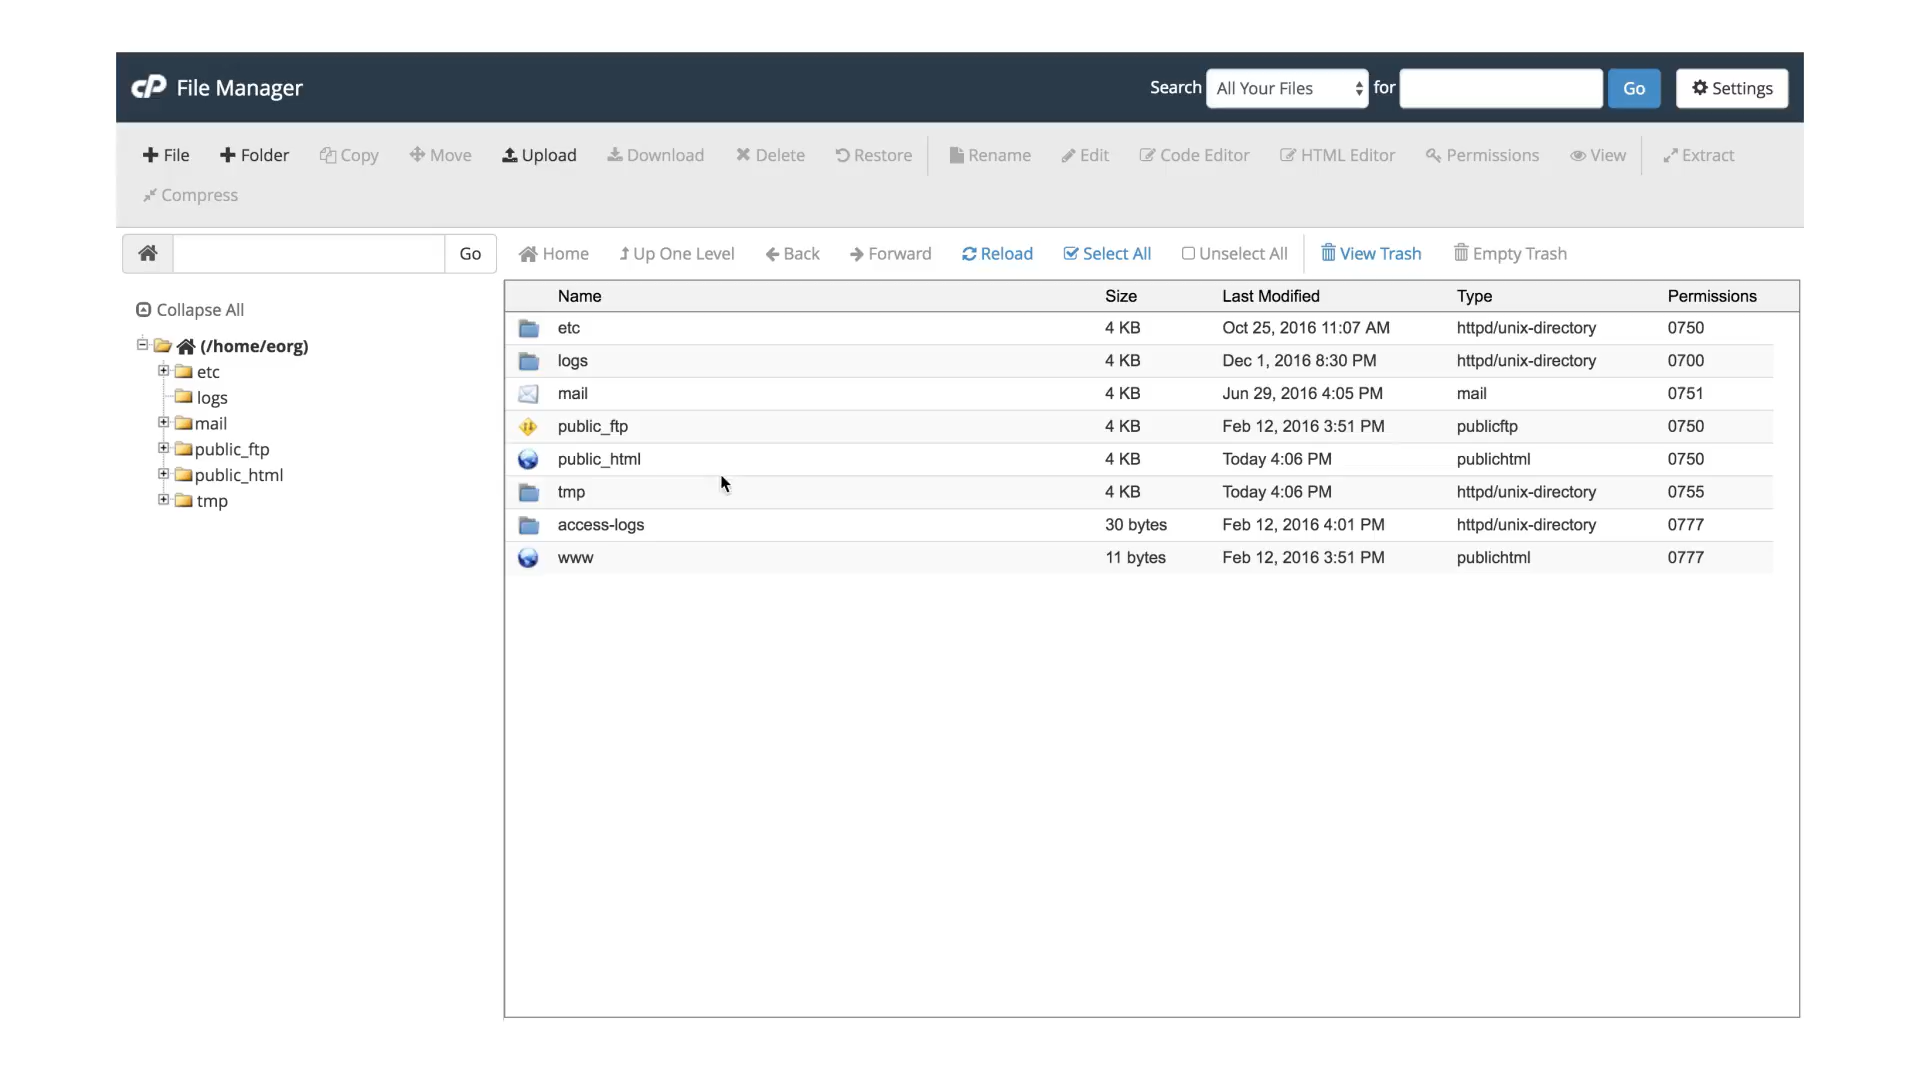 cP File Manager Search All Your Files for Go Settings
File Folder Copy Move Upload Download Delete Restore Rename Edit Code Editor HTML Editor Permissions View Extract
Compress
Go Home Up One Level Back Forward Reload Select All Unselect All View Trash Empty Trash
Collapse All
(/home/eorg)
etc
logs
mail
public_ftp
public_html
tmp
Name Size Last Modified Type Permissions
etc 4 KB Oct 25, 2016 11:07 AM httpd/unix-directory 0750
logs 4 KB Dec 1, 2016 8:30 PM httpd/unix-directory 0700
mail 4 KB Jun 29, 2016 4:05 PM mail 0751
public_ftp 4 KB Feb 12, 2016 3:51 PM publicftp 0750
public_html 4 KB Today 4:06 PM publichtml 0750
tmp 4 KB Today 4:06 PM httpd/unix-directory 0755
access-logs 30 bytes Feb 12, 2016 4:01 PM httpd/unix-directory 0777
www 11 bytes Feb 12, 2016 3:51 PM publichtml 0777